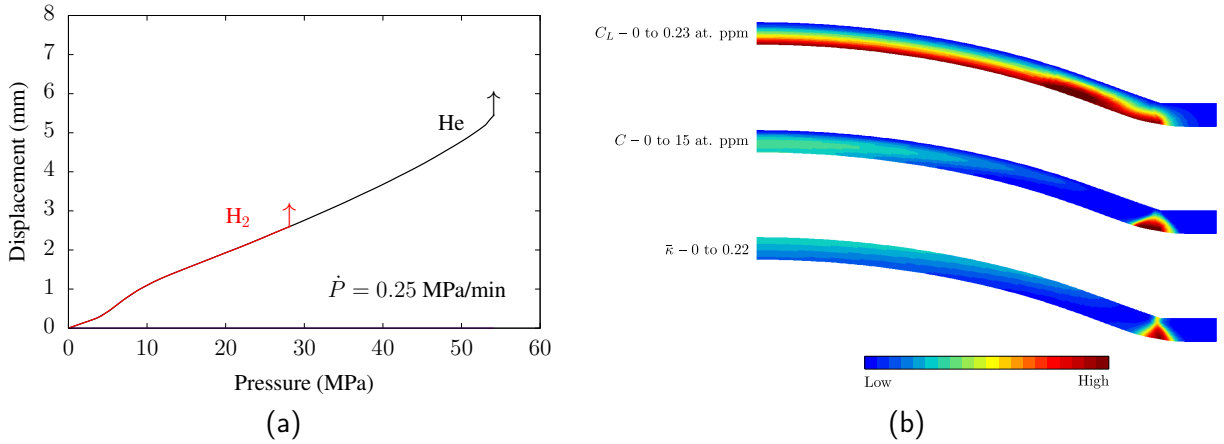 8
7
6
5
4
3
2
1
0
Displacement (mm)
He
H₂
Ṗ = 0.25 MPa/min
0 10 20 30 40 50 60
Pressure (MPa)
(a)
C_L – 0 to 0.23 at. ppm
C – 0 to 15 at. ppm
κ̄ – 0 to 0.22
Low High
(b)